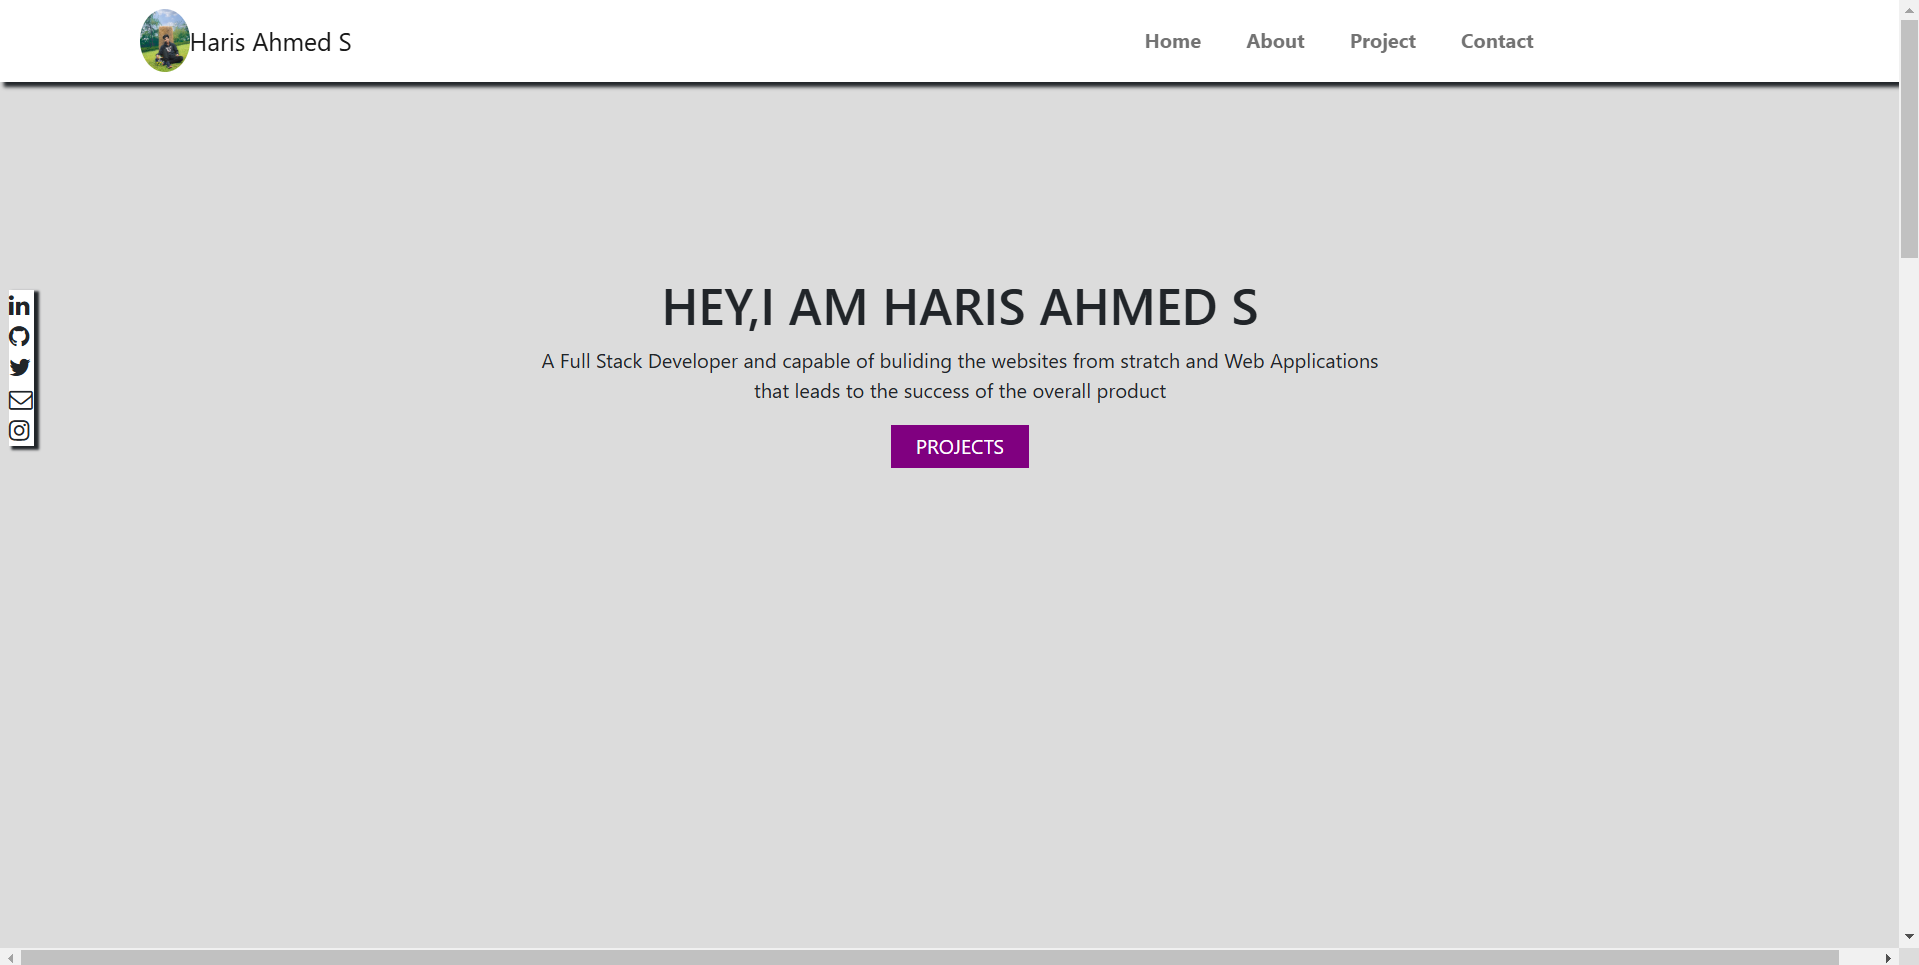 Haris Ahmed S
Home About Project Contact
HEY,I AM HARIS AHMED S
A Full Stack Developer and capable of buliding the websites from stratch and Web Applications
that leads to the success of the overall product
PROJECTS